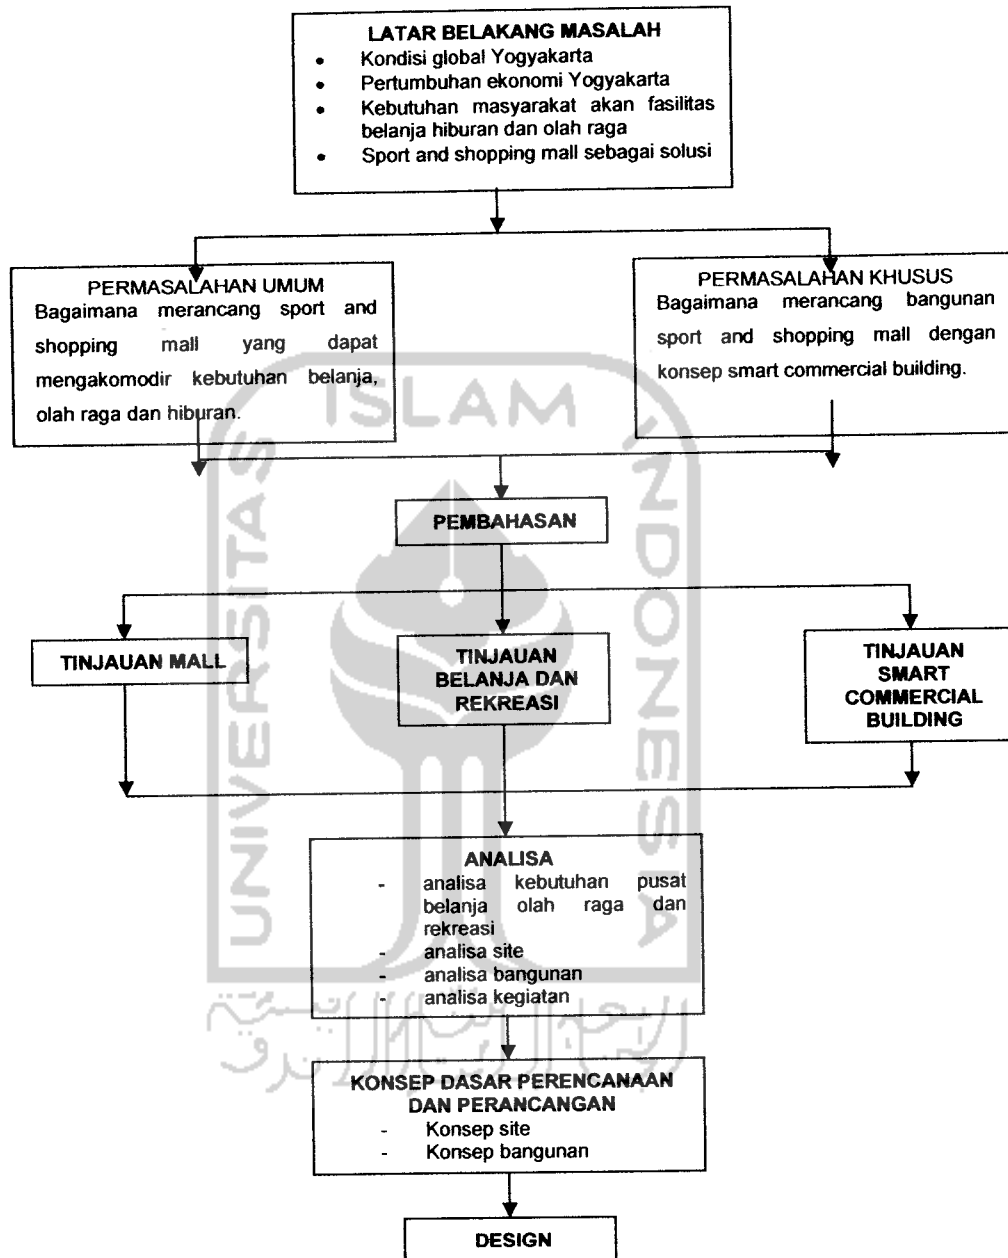 LATAR BELAKANG MASALAH
• Kondisi global Yogyakarta
• Pertumbuhan ekonomi Yogyakarta
• Kebutuhan masyarakat akan fasilitas
belanja hiburan dan olah raga
• Sport and shopping mall sebagai solusi
PERMASALAHAN UMUM
Bagaimana merancang sport and
shopping mall yang dapat
mengakomodir kebutuhan belanja,
olah raga dan hiburan.
PERMASALAHAN KHUSUS
Bagaimana merancang bangunan
sport and shopping mall dengan
konsep smart commercial building.
PEMBAHASAN
TINJAUAN MALL
TINJAUAN
BELANJA DAN
REKREASI
TINJAUAN
SMART
COMMERCIAL
BUILDING
ANALISA
- analisa kebutuhan pusat
belanja olah raga dan
rekreasi
- analisa site
- analisa bangunan
- analisa kegiatan
KONSEP DASAR PERENCANAAN
DAN PERANCANGAN
- Konsep site
- Konsep bangunan
DESIGN
UNIVERSITAS
ISLAM
INDONESIA